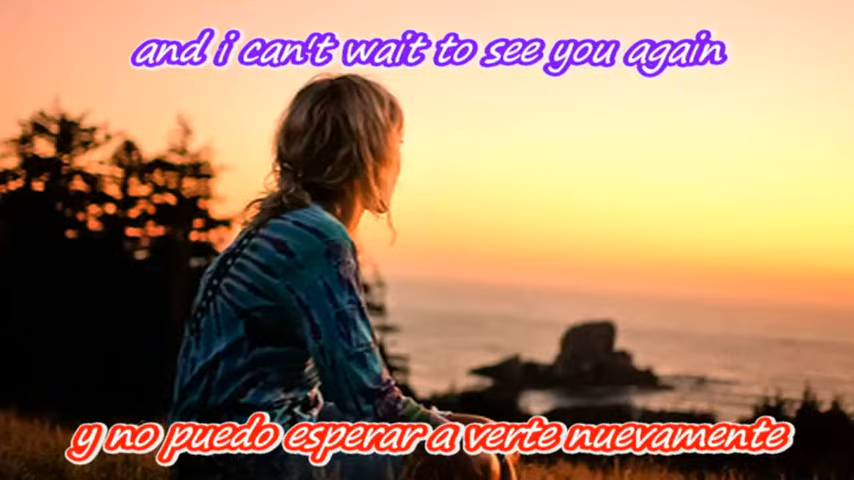 and i can't wait to see you again
y no puedo esperar a verte nuevamente